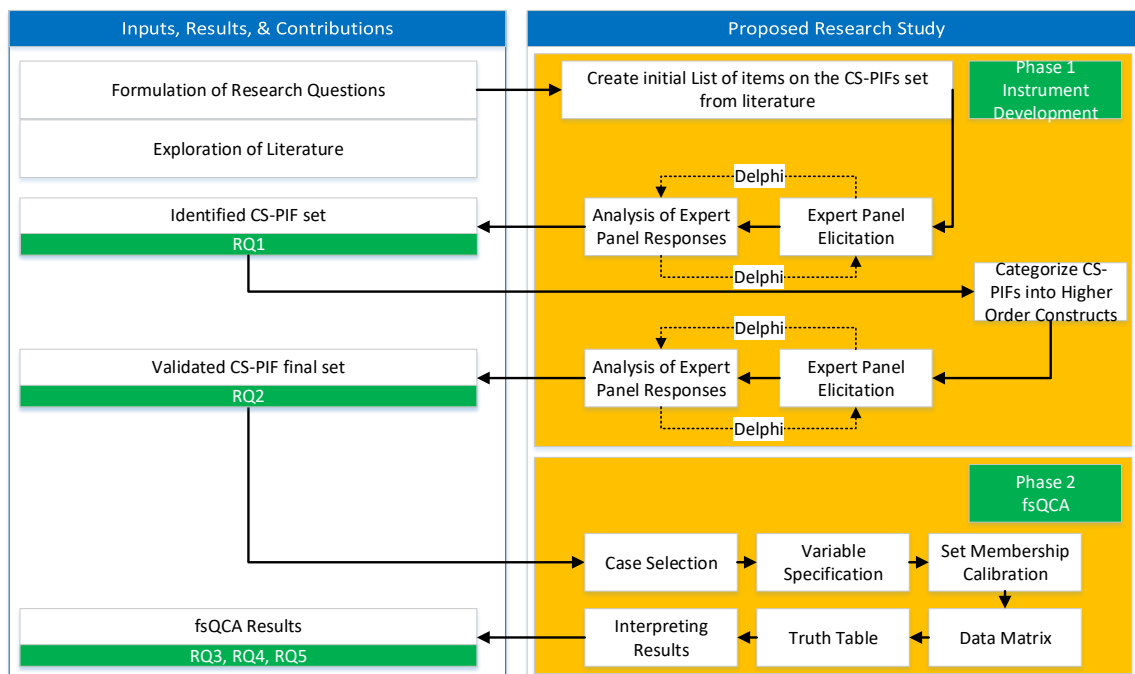 Inputs, Results, & Contributions
Proposed Research Study
Formulation of Research Questions
Exploration of Literature
Create initial List of items on the CS-PIFs set
from literature
Phase 1
Instrument
Development
Delphi
Identified CS-PIF set
RQ1
Analysis of Expert
Panel Responses
Expert Panel
Elicitation
Delphi
Categorize CS-
PIFs into Higher
Order Constructs
Delphi
Validated CS-PIF final set
RQ2
Analysis of Expert
Panel Responses
Expert Panel
Elicitation
Delphi
Phase 2
fsQCA
Case Selection
Variable
Specification
Set Membership
Calibration
fsQCA Results
RQ3, RQ4, RQ5
Interpreting
Results
Truth Table
Data Matrix